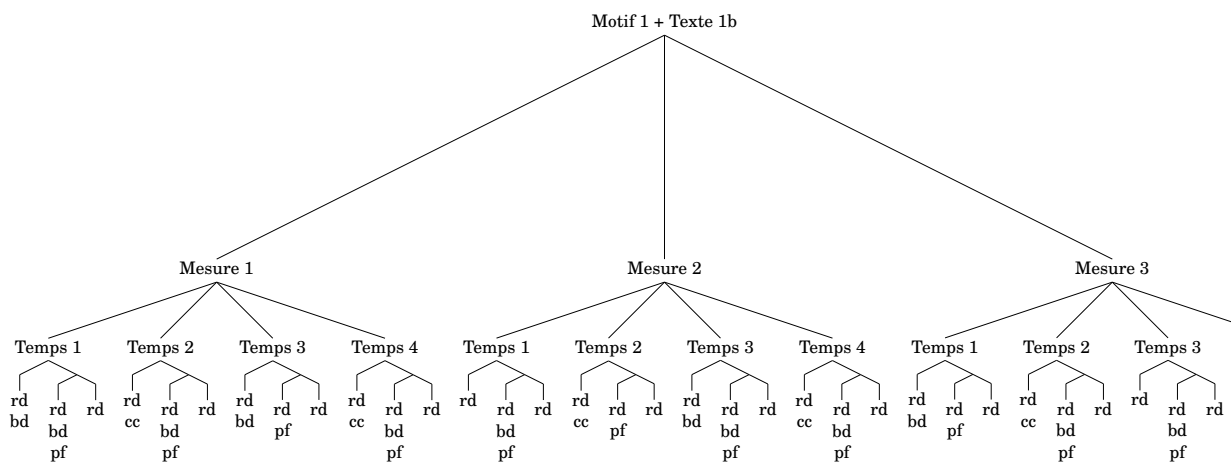 Motif 1 + Texte 1b
Mesure 1 Mesure 2 Mesure 3
Temps 1 Temps 2 Temps 3 Temps 4 Temps 1 Temps 2 Temps 3 Temps 4 Temps 1 Temps 2 Temps 3
rd rd rd rd rd rd rd rd rd rd rd rd rd rd rd rd rd rd rd rd rd rd rd rd rd rd rd rd rd rd rd rd rd
bd bd cc bd bd pf cc bd bd cc pf bd bd cc bd bd pf cc bd bd
pf pf pf pf pf pf pf pf